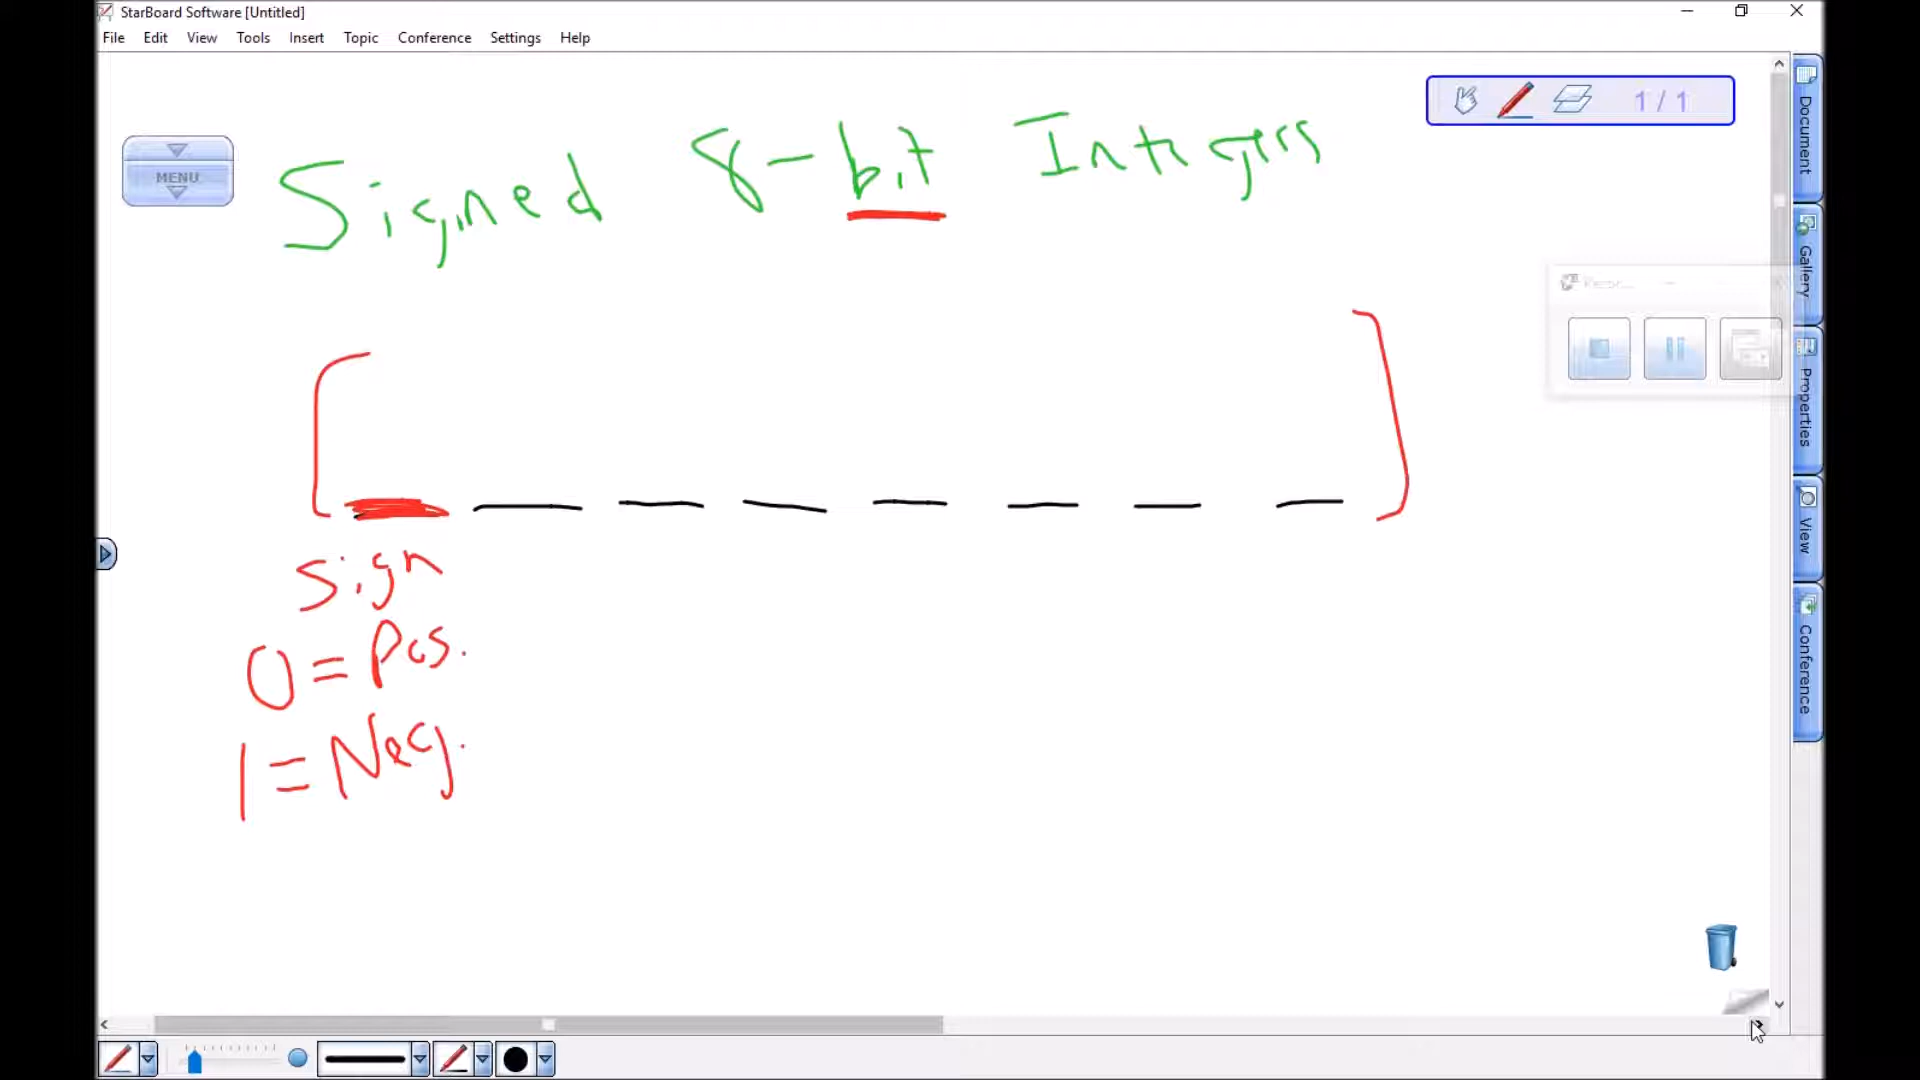 StarBoard Software [Untitled]
File Edit View Tools Insert Topic Conference Settings Help
1 / 1
MENU
Signed 8-bit Integers
Sign
0 = Pos.
1 = Neg.
Document
Gallery
Properties
View
Conference